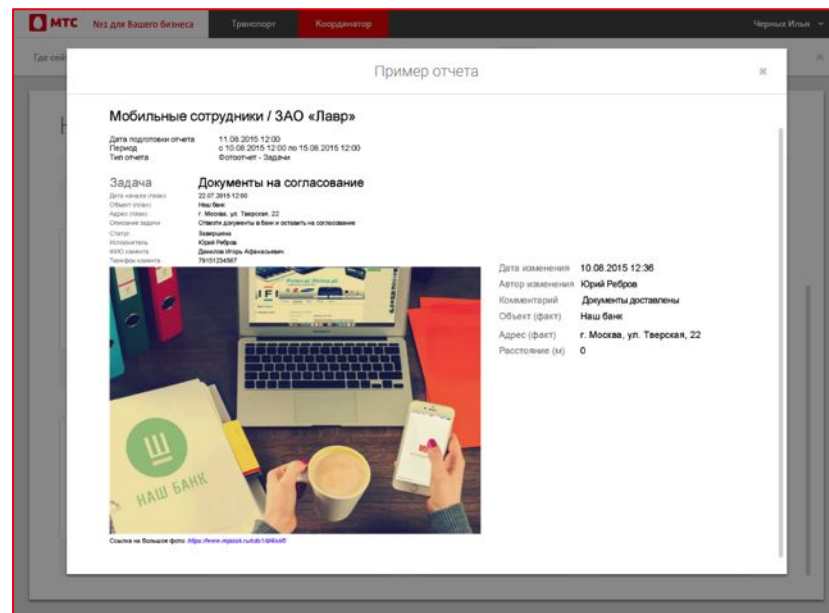 МТС №1 для Вашего бизнеса Транспорт Координатор Черных Илья
Где сей
Пример отчета
Мобильные сотрудники / ЗАО «Лавр»
Дата подготовки отчета 11.08.2015 12:00
Период с 10.08.2015 12:00 по 15.08.2015 12:00
Тип отчета Фотоотчет - Задачи
Задача Документы на согласование
Дата начала (план) 22.07.2015 12:00
Объект (план) Наш банк
Адрес (план) г. Москва, ул. Тверская, 22
Описание задачи Отвезти документы в банк и оставить на согласование
Статус Завершена
Исполнитель Юрий Ребров
ФИО клиента Данилов Игорь Афанасьевич
Телефон клиента 79151234567
Дата изменения 10.08.2015 12:36
Автор изменения Юрий Ребров
Комментарий Документы доставлены
Объект (факт) Наш банк
Адрес (факт) г. Москва, ул. Тверская, 22
Расстояние (м) 0
Ш
НАШ БАНК
Ссылка на большое фото: